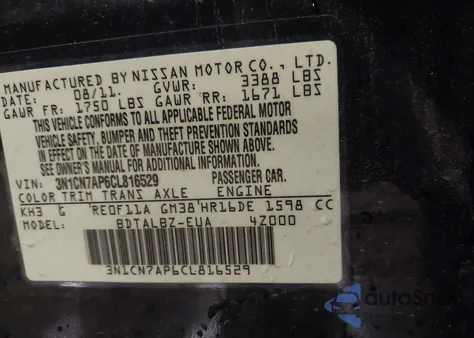 MANUFACTURED BY NISSAN MOTOR CO., LTD.
DATE: 08/11. GVWR: 3388 LBS
GAWR FR: 1750 LBS GAWR RR: 1671 LBS
THIS VEHICLE CONFORMS TO ALL APPLICABLE FEDERAL MOTOR
VEHICLE SAFETY, BUMPER AND THEFT PREVENTION STANDARDS
IN EFFECT ON THE DATE OF MANUFACTURE SHOWN ABOVE.
SEE OWNER'S MANUAL FOR ADDITIONAL INFORMATION.
VIN: 3N1CN7AP6CL816529 PASSENGER CAR.
COLOR TRIM TRANS AXLE ENGINE
KH3 G RE0F11A GM38 HR16DE 1598 CC
MODEL: BDTALBZ-EUA 4Z000
3N1CN7AP6CL816529